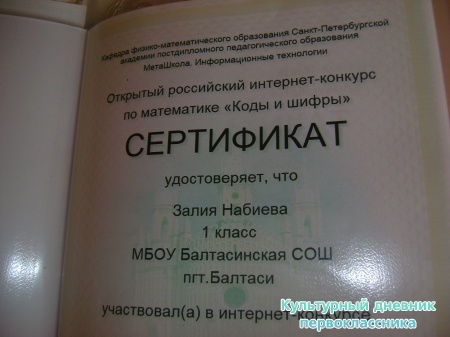 Кафедра физико-математического образования Санкт-Петербургской
академии постдипломного педагогического образования
МетаШкола. Информационные технологии
Открытый российский интернет-конкурс
по математике «Коды и шифры»
СЕРТИФИКАТ
удостоверяет, что
Залия Набиева
1 класс
МБОУ Балтасинская СОШ
пгт.Балтаси
участвовал(а) в интернет-конкурсе
Культурный дневник
первоклассника